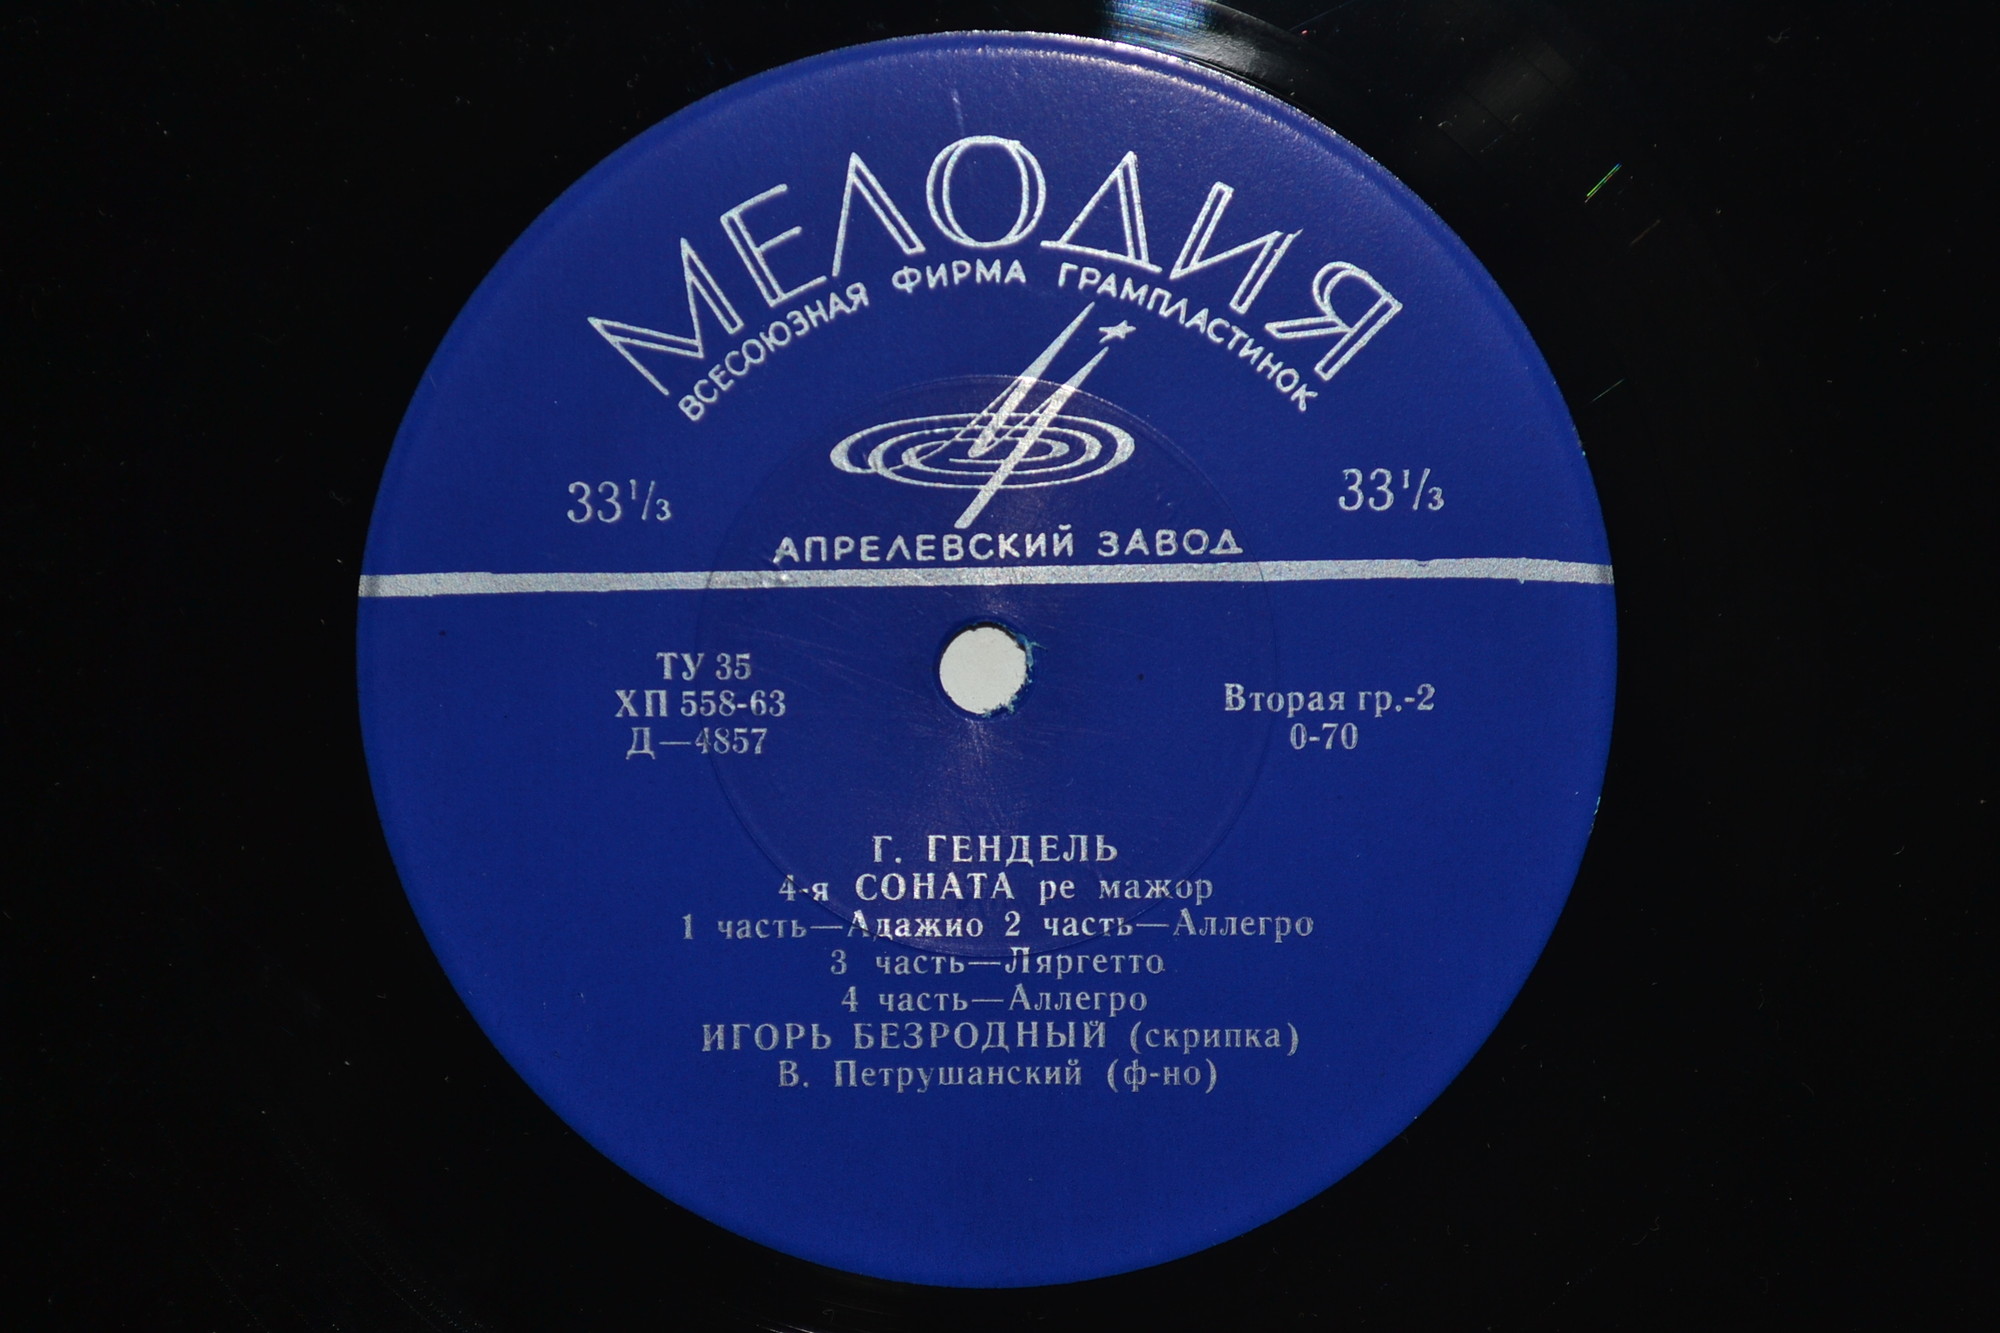 МЕЛОДИЯ
ВСЕСОЮЗНАЯ ФИРМА ГРАМПЛАСТИНОК
33⅓ 33⅓
АПРЕЛЕВСКИЙ ЗАВОД
ТУ 35
ХП 558-63
Д—4857
Вторая гр.-2
0-70
Г. ГЕНДЕЛЬ
4-я СОНАТА ре мажор
1 часть—Адажио 2 часть—Аллегро
3 часть—Ляргетто
4 часть—Аллегро
ИГОРЬ БЕЗРОДНЫЙ (скрипка)
В. Петрушанский (ф-но)